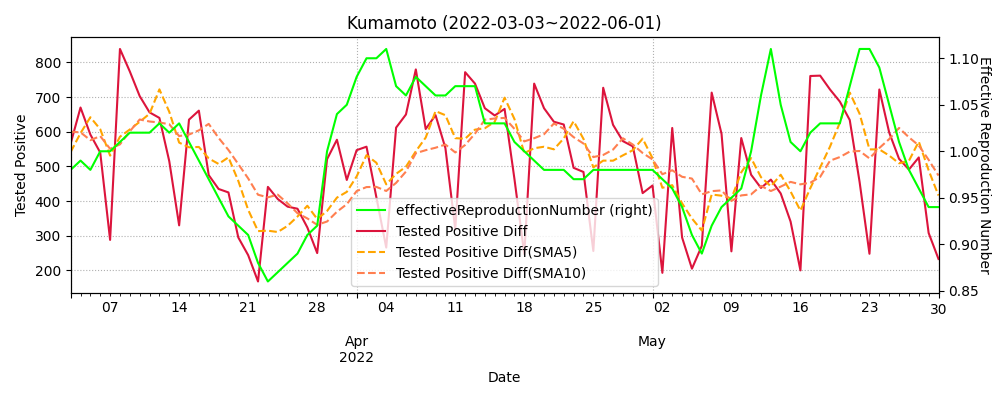 Kumamoto (2022-03-03~2022-06-01)
800
700
600
500
400
300
200
Tested Positive
1.10
1.05
1.00
0.95
0.90
0.85
Effective Reproduction Number
effectiveReproductionNumber (right)
Tested Positive Diff
Tested Positive Diff(SMA5)
Tested Positive Diff(SMA10)
07 14 21 28 04 11 18 25 02 09 16 23 30
Apr May
2022
Date